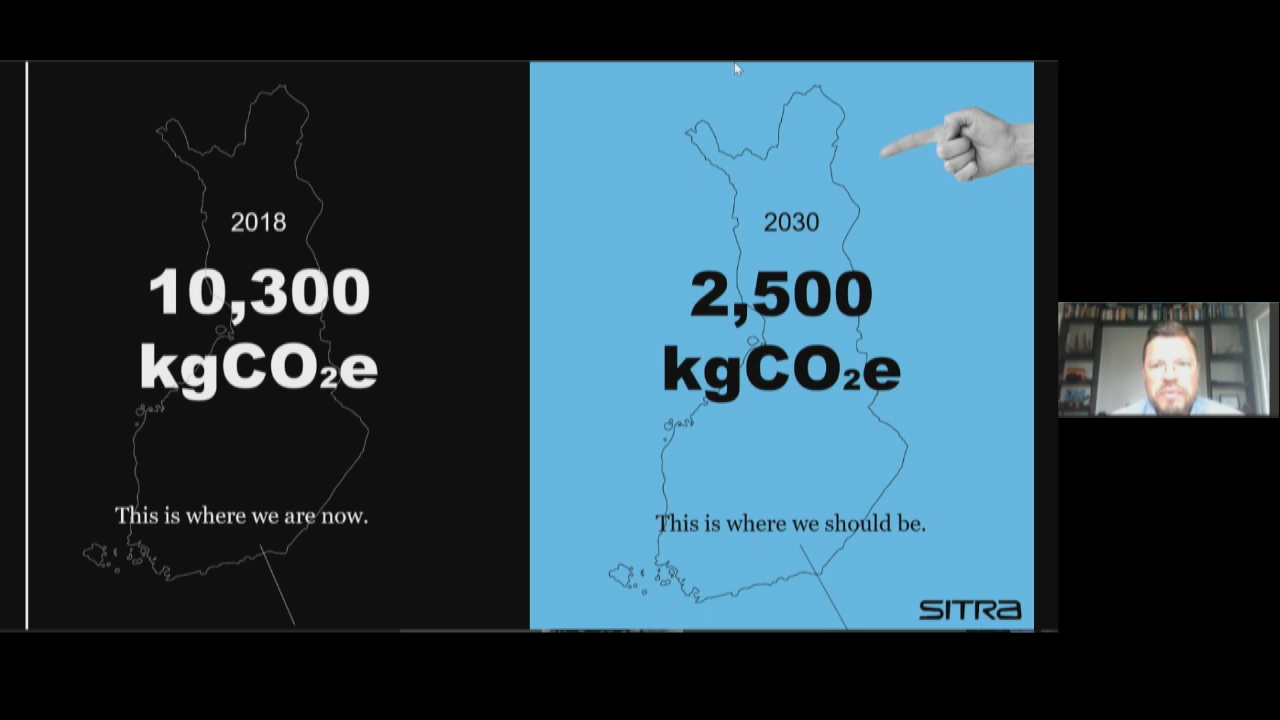 2018
10,300
kgCO₂e
This is where we are now.
2030
2,500
kgCO₂e
This is where we should be.
SITRA